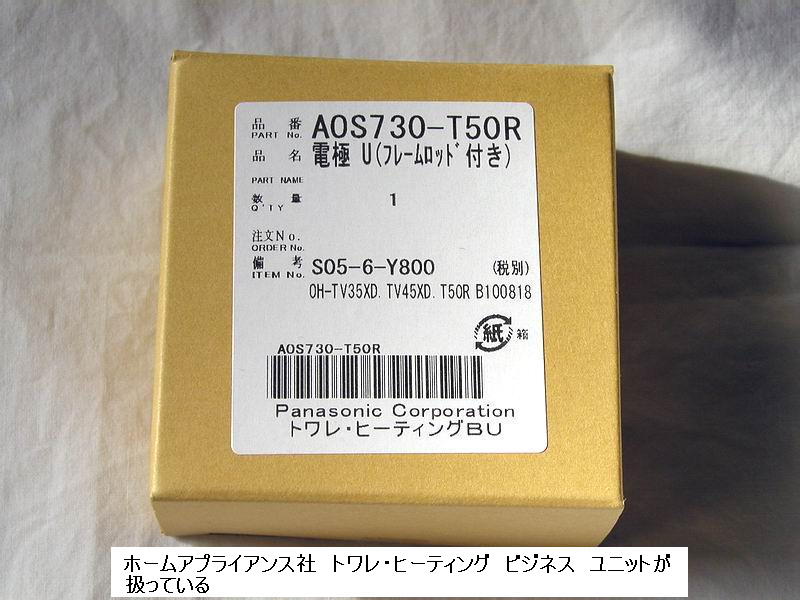 品番 AOS730-T50R
PART No.
品名 電極 U(フレームロッド付き)
PART NAME
数量 1
Q'TY
注文No.
ORDER No.
備考 S05-6-Y800 (税別)
ITEM No.
OH-TV35XD. TV45XD. T50R B100818
紙 箱
AOS730-T50R
Panasonic Corporation
トワレ・ヒーティングBU
ホームアプライアンス社 トワレ・ヒーティング ビジネス ユニットが
扱っている